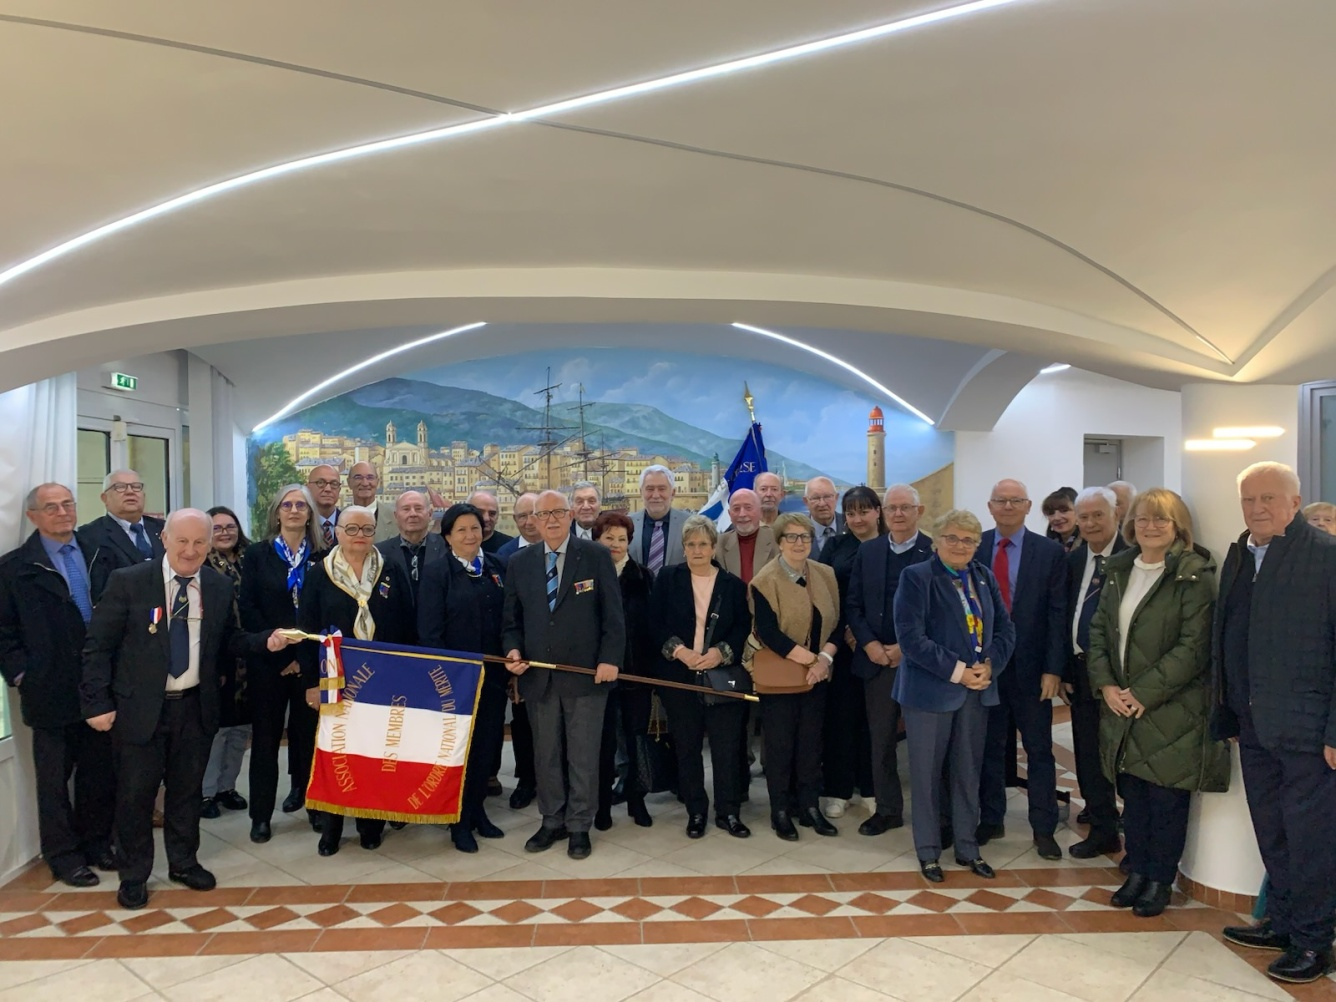 ASSOCIATION NATIONALE
DES MEMBRES
DE L'ORDRE NATIONAL DU MÉRITE